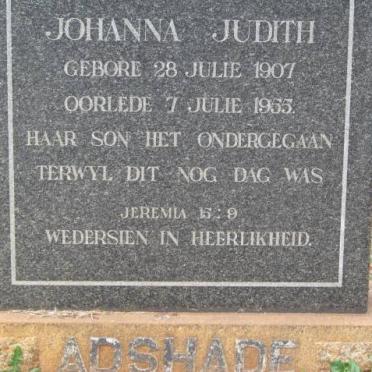 JOHANNA JUDITH
GEBORE 28 JULIE 1907
OORLEDE 7 JULIE 1953.
HAAR SON HET ONDERGEGAAN
TERWYL DIT NOG DAG WAS
JEREMIA 15:9
WEDERSIEN IN HEERLIKHEID.
ADSHADE